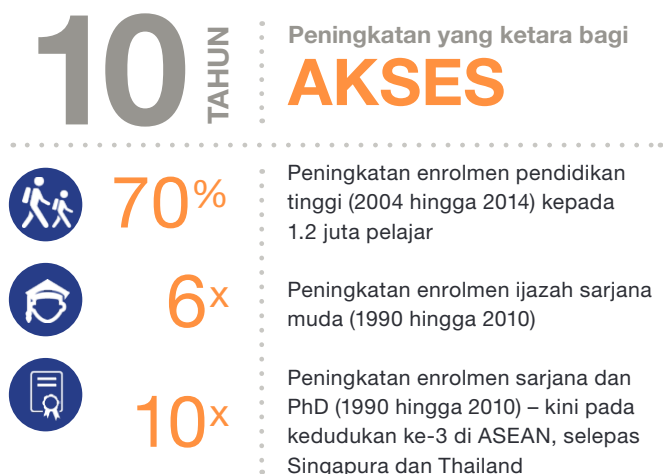 10 TAHUN
Peningkatan yang ketara bagi
AKSES
70%
Peningkatan enrolmen pendidikan
tinggi (2004 hingga 2014) kepada
1.2 juta pelajar
6x
Peningkatan enrolmen ijazah sarjana
muda (1990 hingga 2010)
10x
Peningkatan enrolmen sarjana dan
PhD (1990 hingga 2010) – kini pada
kedudukan ke-3 di ASEAN, selepas
Singapura dan Thailand